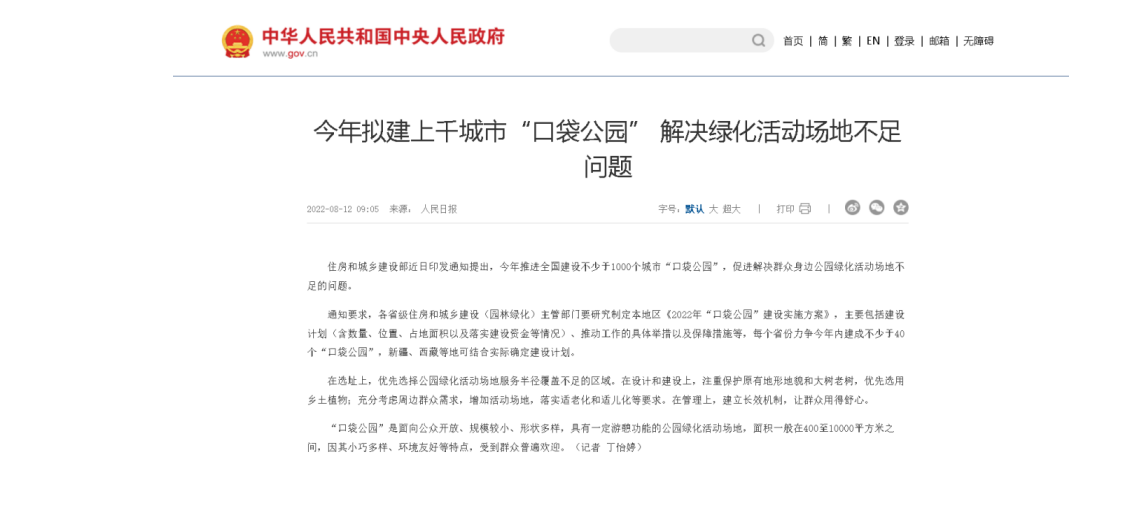 中华人民共和国中央人民政府
www.gov.cn
首页 | 简 | 繁 | EN | 登录 | 邮箱 | 无障碍
今年拟建上千城市“口袋公园” 解决绿化活动场地不足
问题
2022-08-12 09:05 来源： 人民日报
字号：默认 大 超大 | 打印 |
住房和城乡建设部近日印发通知提出，今年推进全国建设不少于1000个城市“口袋公园”，促进解决群众身边公园绿化活动场地不
足的问题。
通知要求，各省级住房和城乡建设（园林绿化）主管部门要研究制定本地区《2022年“口袋公园”建设实施方案》，主要包括建设
计划（含数量、位置、占地面积以及落实建设资金等情况）、推动工作的具体举措以及保障措施等，每个省份力争今年内建成不少于40
个“口袋公园”，新疆、西藏等地可结合实际确定建设计划。
在选址上，优先选择公园绿化活动场地服务半径覆盖不足的区域。在设计和建设上，注重保护原有地形地貌和大树老树，优先选用
乡土植物；充分考虑周边群众需求，增加活动场地，落实适老化和适儿化等要求。在管理上，建立长效机制，让群众用得舒心。
“口袋公园”是面向公众开放、规模较小、形状多样，具有一定游憩功能的公园绿化活动场地，面积一般在400至10000平方米之
间，因其小巧多样、环境友好等特点，受到群众普遍欢迎。（记者 丁怡婷）